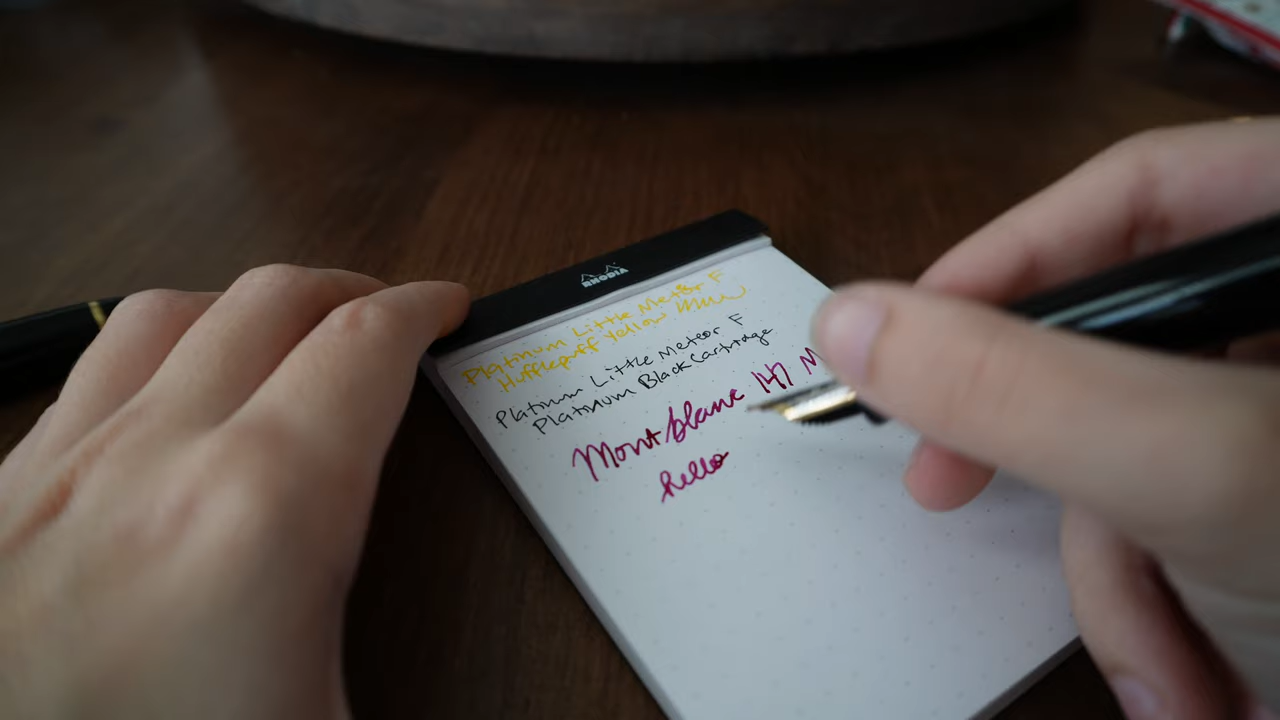 RHODIA
Platinum Little Meteor F
Hufflepuff Yellow
Platinum Little Meteor F
Platinum Black Cartridge
Montblanc 147 M
hello